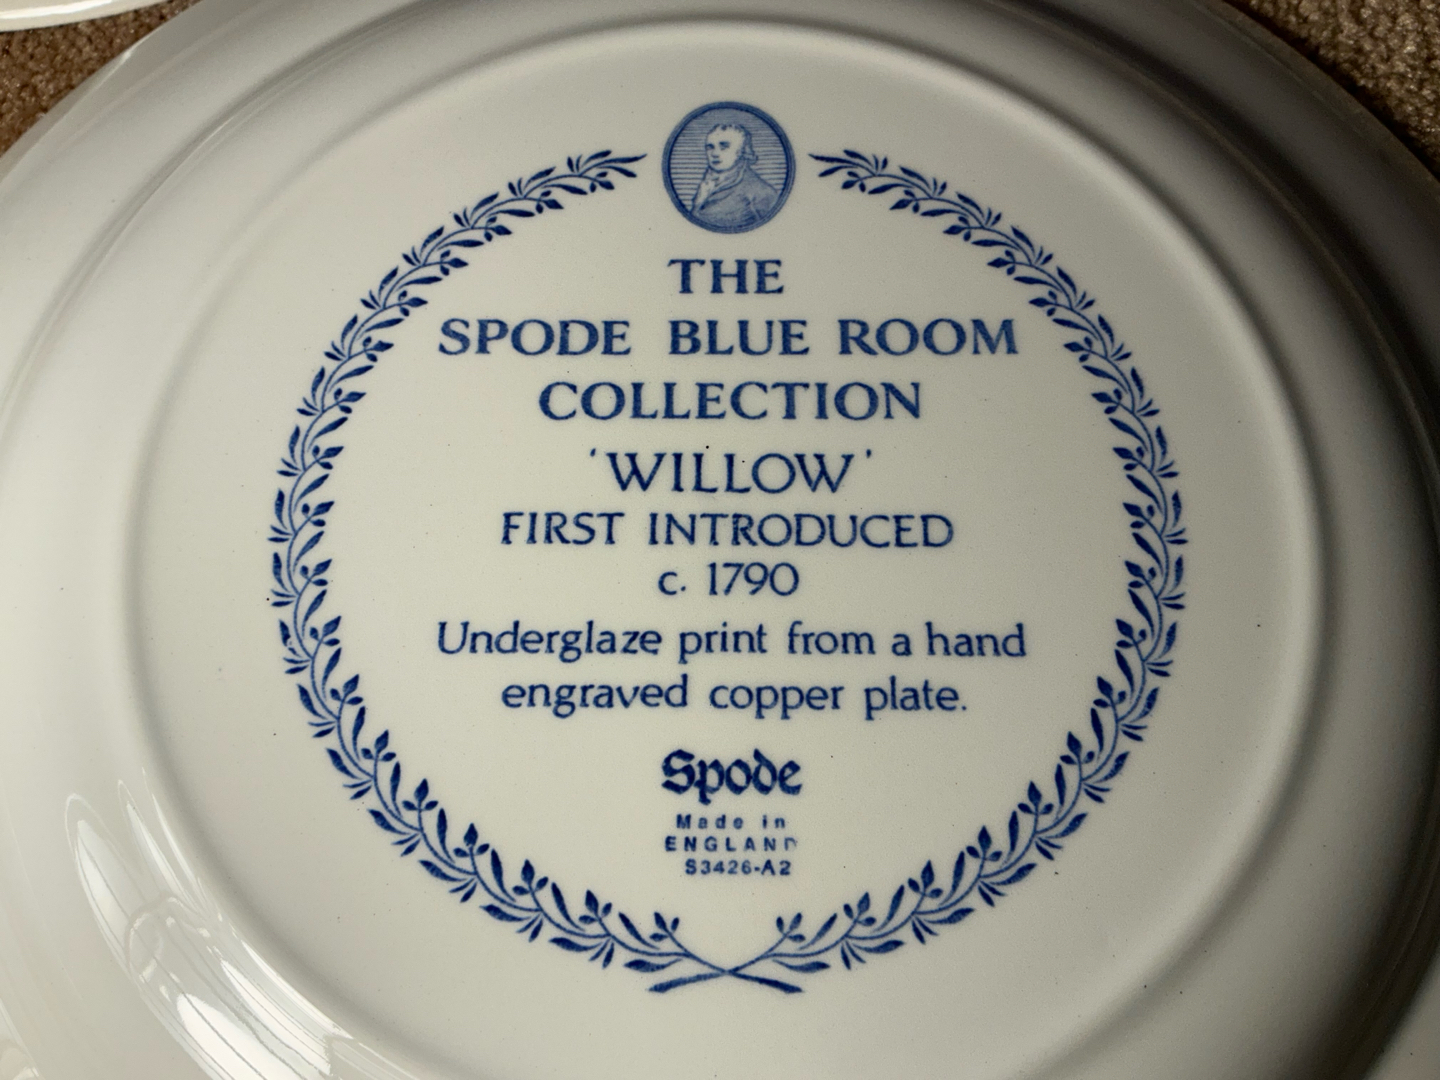 THE
SPODE BLUE ROOM
COLLECTION
'WILLOW'
FIRST INTRODUCED
c. 1790
Underglaze print from a hand
engraved copper plate.
Spode
Made in
ENGLAND
S3426-A2